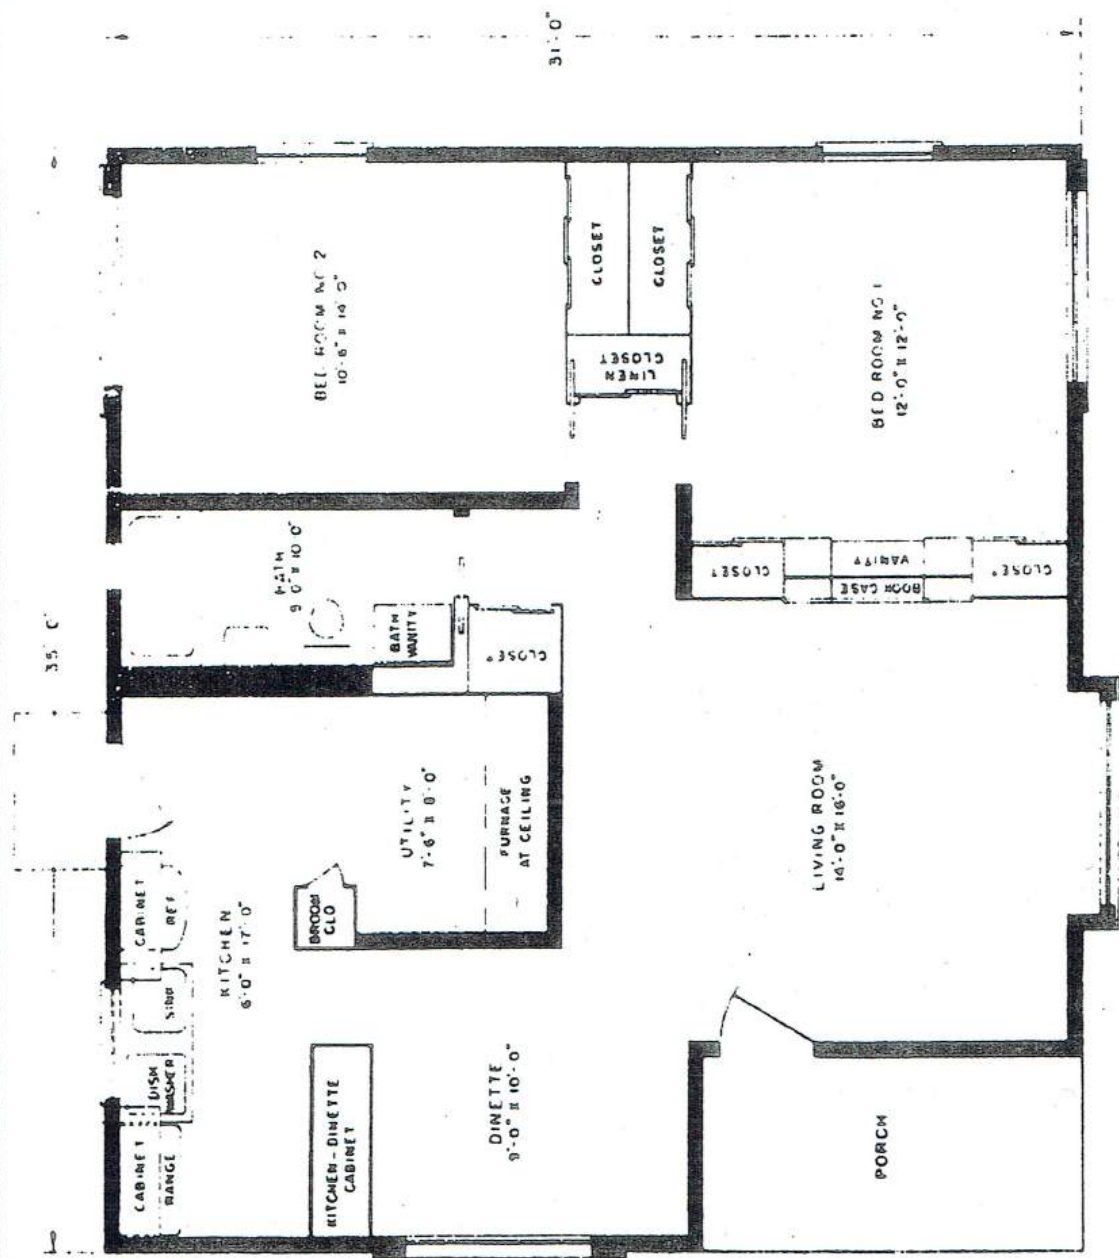 31'-0"
BED ROOM NO 2
10'-6" X 14'-0"
CLOSET
CLOSET
LINEN
CLOSET
BED ROOM NO 1
12'-0" X 12'-0"
BATH
9'-0" X 10'-0"
BATH
VANITY
CLOSET
CLOSET
VANITY
BOOK CASE
CLOSET
35'-0"
UTILITY
7'-6" X 8'-0"
FURNACE
AT CEILING
LIVING ROOM
14'-0" X 16'-0"
CABINET
REF
KITCHEN
6'-0" X 17'-0"
BROOM
CLO
SINK
DISH
WASHER
CABINET
RANGE
KITCHEN-DINETTE
CABINET
DINETTE
9'-0" X 10'-0"
PORCH